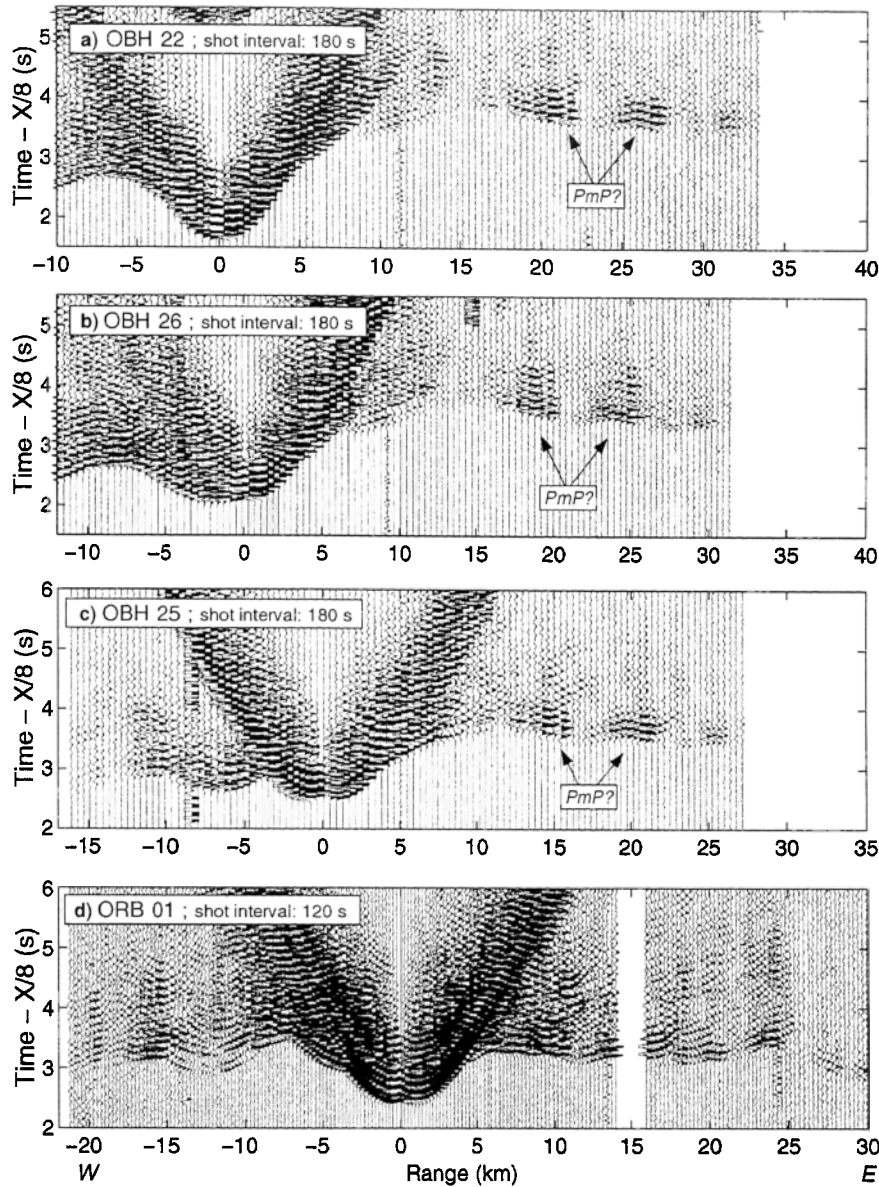 a) OBH 22 ; shot interval: 180 s
Time – X/8 (s)
5
4
3
2
PmP?
−10 −5 0 5 10 15 20 25 30 35 40
b) OBH 26 ; shot interval: 180 s
Time – X/8 (s)
5
4
3
2
PmP?
−10 −5 0 5 10 15 20 25 30 35 40
c) OBH 25 ; shot interval: 180 s
Time – X/8 (s)
6
5
4
3
2
PmP?
−15 −10 −5 0 5 10 15 20 25 30 35
d) ORB 01 ; shot interval: 120 s
Time – X/8 (s)
6
5
4
3
2
−20 −15 −10 −5 0 5 10 15 20 25 30
W Range (km) E